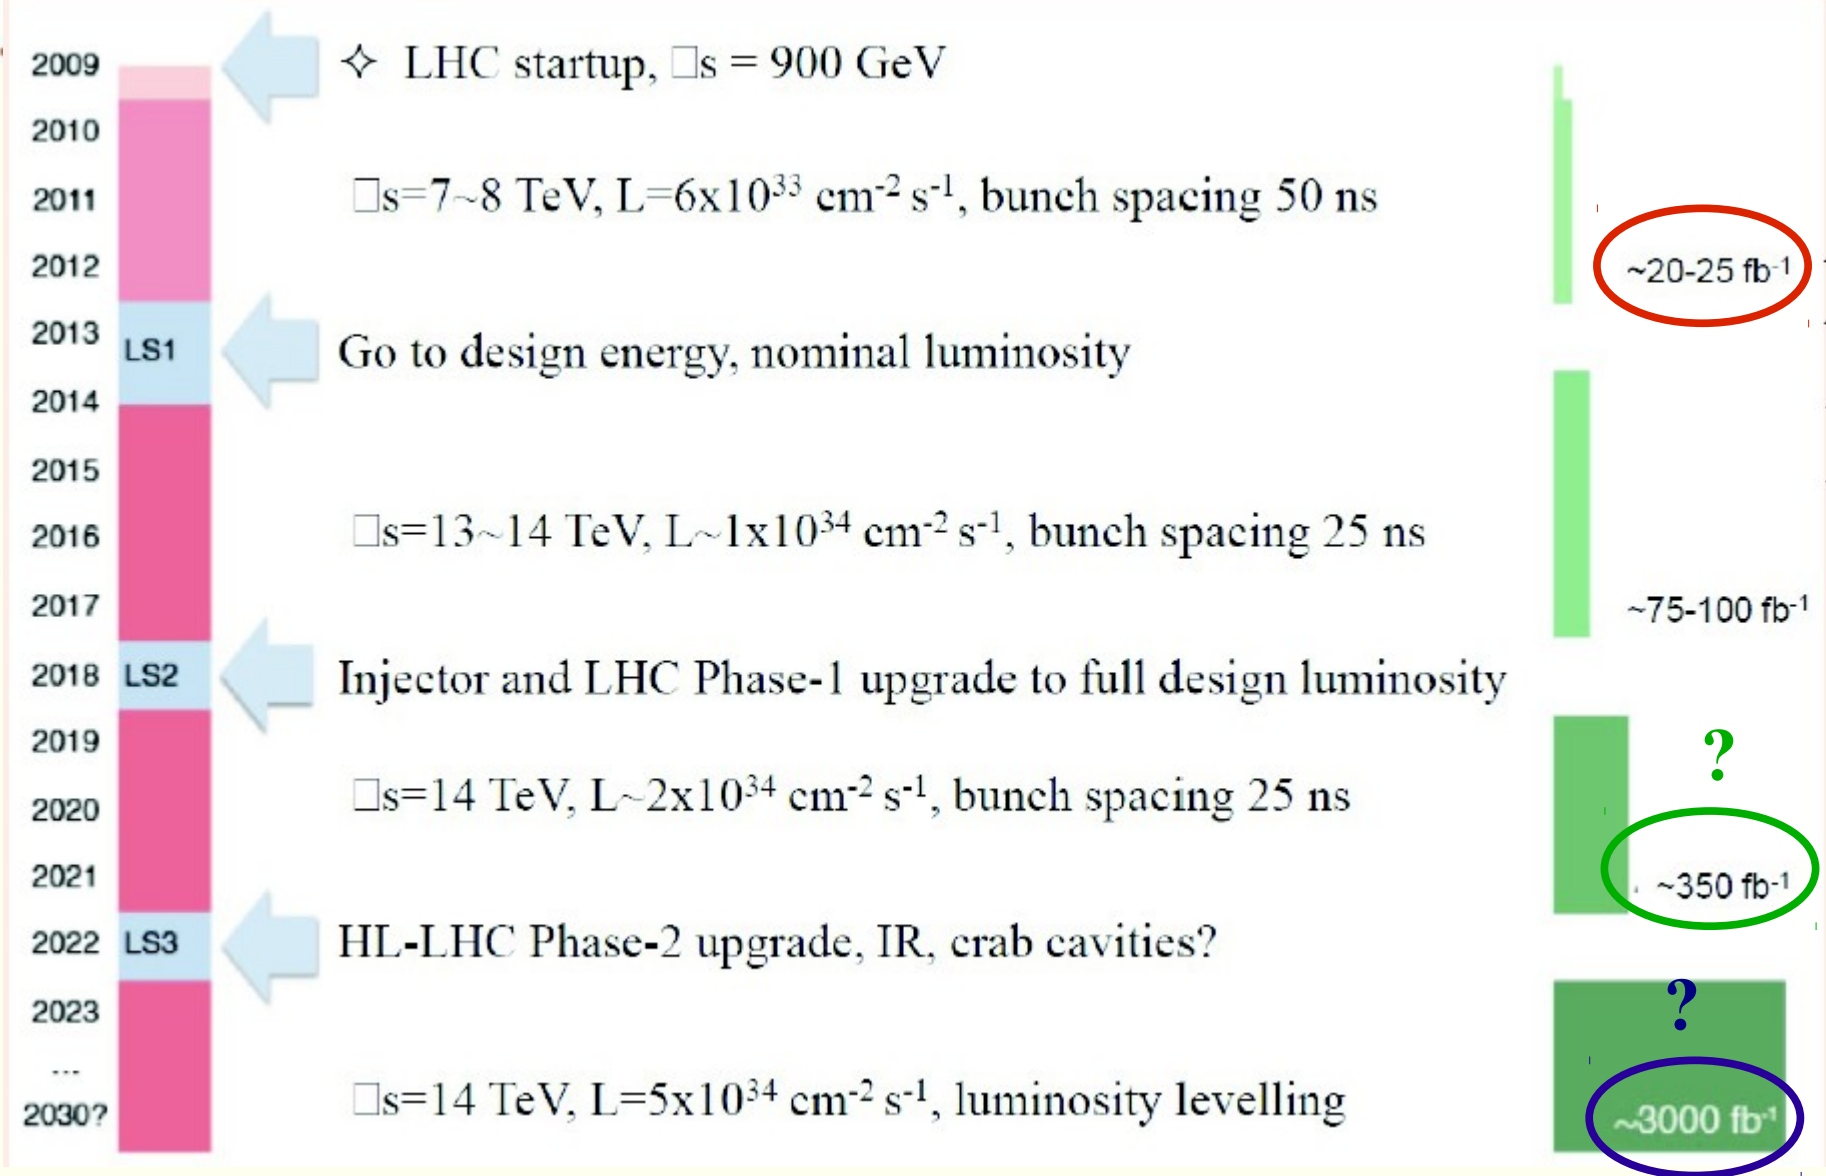 2009
✧ LHC startup, □s = 900 GeV
2010
2011
□s=7~8 TeV, L=6x10³³ cm⁻² s⁻¹, bunch spacing 50 ns
2012
~20-25 fb⁻¹
2013
LS1
Go to design energy, nominal luminosity
2014
2015
2016
□s=13~14 TeV, L~1x10³⁴ cm⁻² s⁻¹, bunch spacing 25 ns
2017
~75-100 fb⁻¹
2018
LS2
Injector and LHC Phase-1 upgrade to full design luminosity
2019
?
2020
□s=14 TeV, L~2x10³⁴ cm⁻² s⁻¹, bunch spacing 25 ns
2021
~350 fb⁻¹
2022
LS3
HL-LHC Phase-2 upgrade, IR, crab cavities?
2023
?
...
2030?
□s=14 TeV, L=5x10³⁴ cm⁻² s⁻¹, luminosity levelling
~3000 fb⁻¹